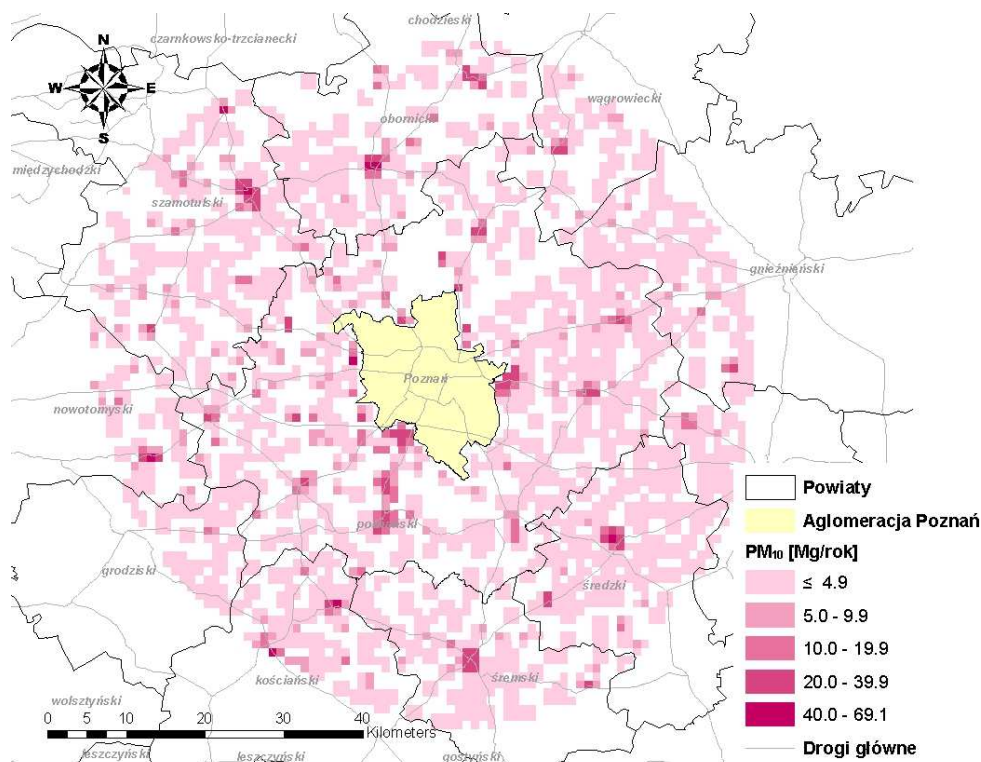 chodzieski
czarnkowsko-trzcianecki
N
W
E
S
wągrowiecki
obornicki
międzychodzki
szamotulski
gnieźnieński
Poznań
nowotomyski
poznański
grodziski
średzki
kościański
śremski
wolsztyński
leszczyński
leszczyński
gostyński
0 5 10 20 30 40
Kilometers
Powiaty
Aglomeracja Poznań
PM₁₀ [Mg/rok]
≤ 4.9
5.0 - 9.9
10.0 - 19.9
20.0 - 39.9
40.0 - 69.1
Drogi główne